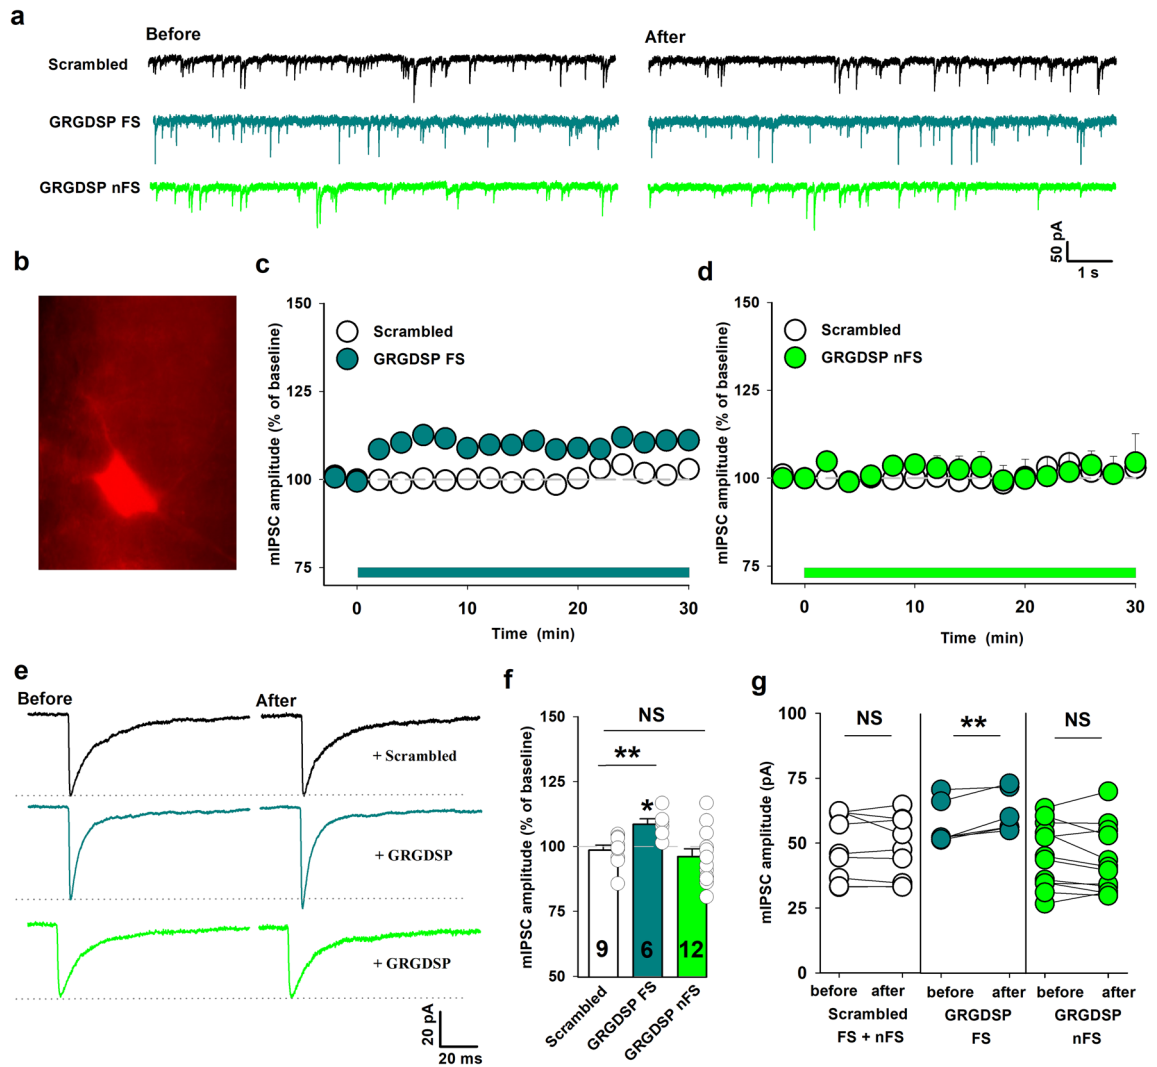 a
Before
After
Scrambled
GRGDSP FS
GRGDSP nFS
50 pA
1 s
b
c
d
mIPSC amplitude (% of baseline)
150
125
100
75
Scrambled
GRGDSP FS
0
10
20
30
Time (min)
mIPSC amplitude (% of baseline)
150
125
100
75
Scrambled
GRGDSP nFS
0
10
20
30
Time (min)
e
Before
After
+ Scrambled
+ GRGDSP
+ GRGDSP
20 pA
20 ms
f
mIPSC amplitude (% of baseline)
150
125
100
75
50
NS
**
*
9
6
12
Scrambled
GRGDSP FS
GRGDSP nFS
g
mIPSC amplitude (pA)
100
75
50
25
0
NS
**
NS
before after
Scrambled
FS + nFS
before after
GRGDSP
FS
before after
GRGDSP
nFS